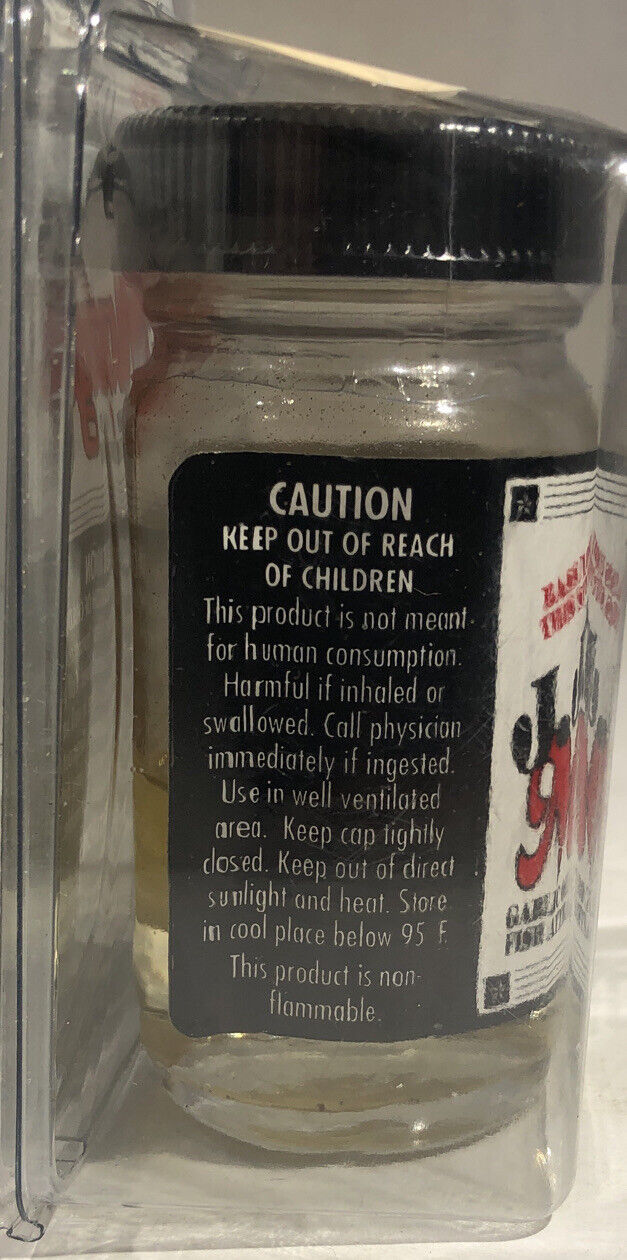 CAUTION
KEEP OUT OF REACH
OF CHILDREN
This product is not meant
for human consumption.
Harmful if inhaled or
swallowed. Call physician
immediately if ingested.
Use in well ventilated
area. Keep cap tightly
closed. Keep out of direct
sunlight and heat. Store
in cool place below 95 F.
This product is non-
flammable.
FISH